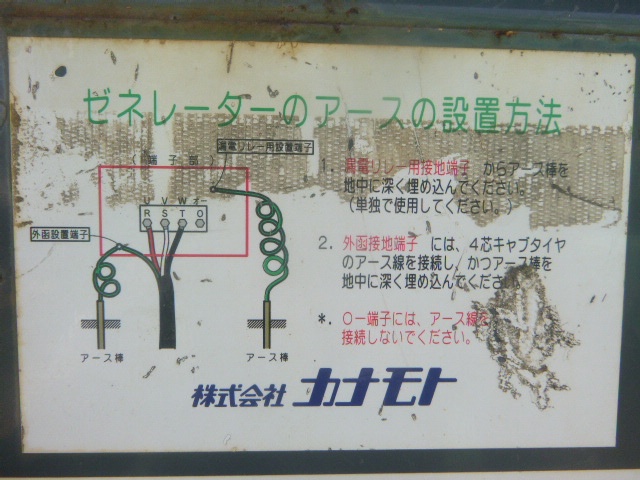 ゼネレーターのアースの設置方法
漏電リレー用設置端子
(端子部)
U V W オー
R S T O
外函設置端子
アース棒
アース棒
1. 漏電リレー用接地端子 からアース棒を
地中に深く埋め込んでください。
(単独で使用してください。)
2. 外函接地端子 には、4芯キャブタイヤ
のアース線を接続し、かつアース棒を
地中に深く埋め込んでくださ
*. O一端子には、アース線を
接続しないでください。
株式会社 カナモト